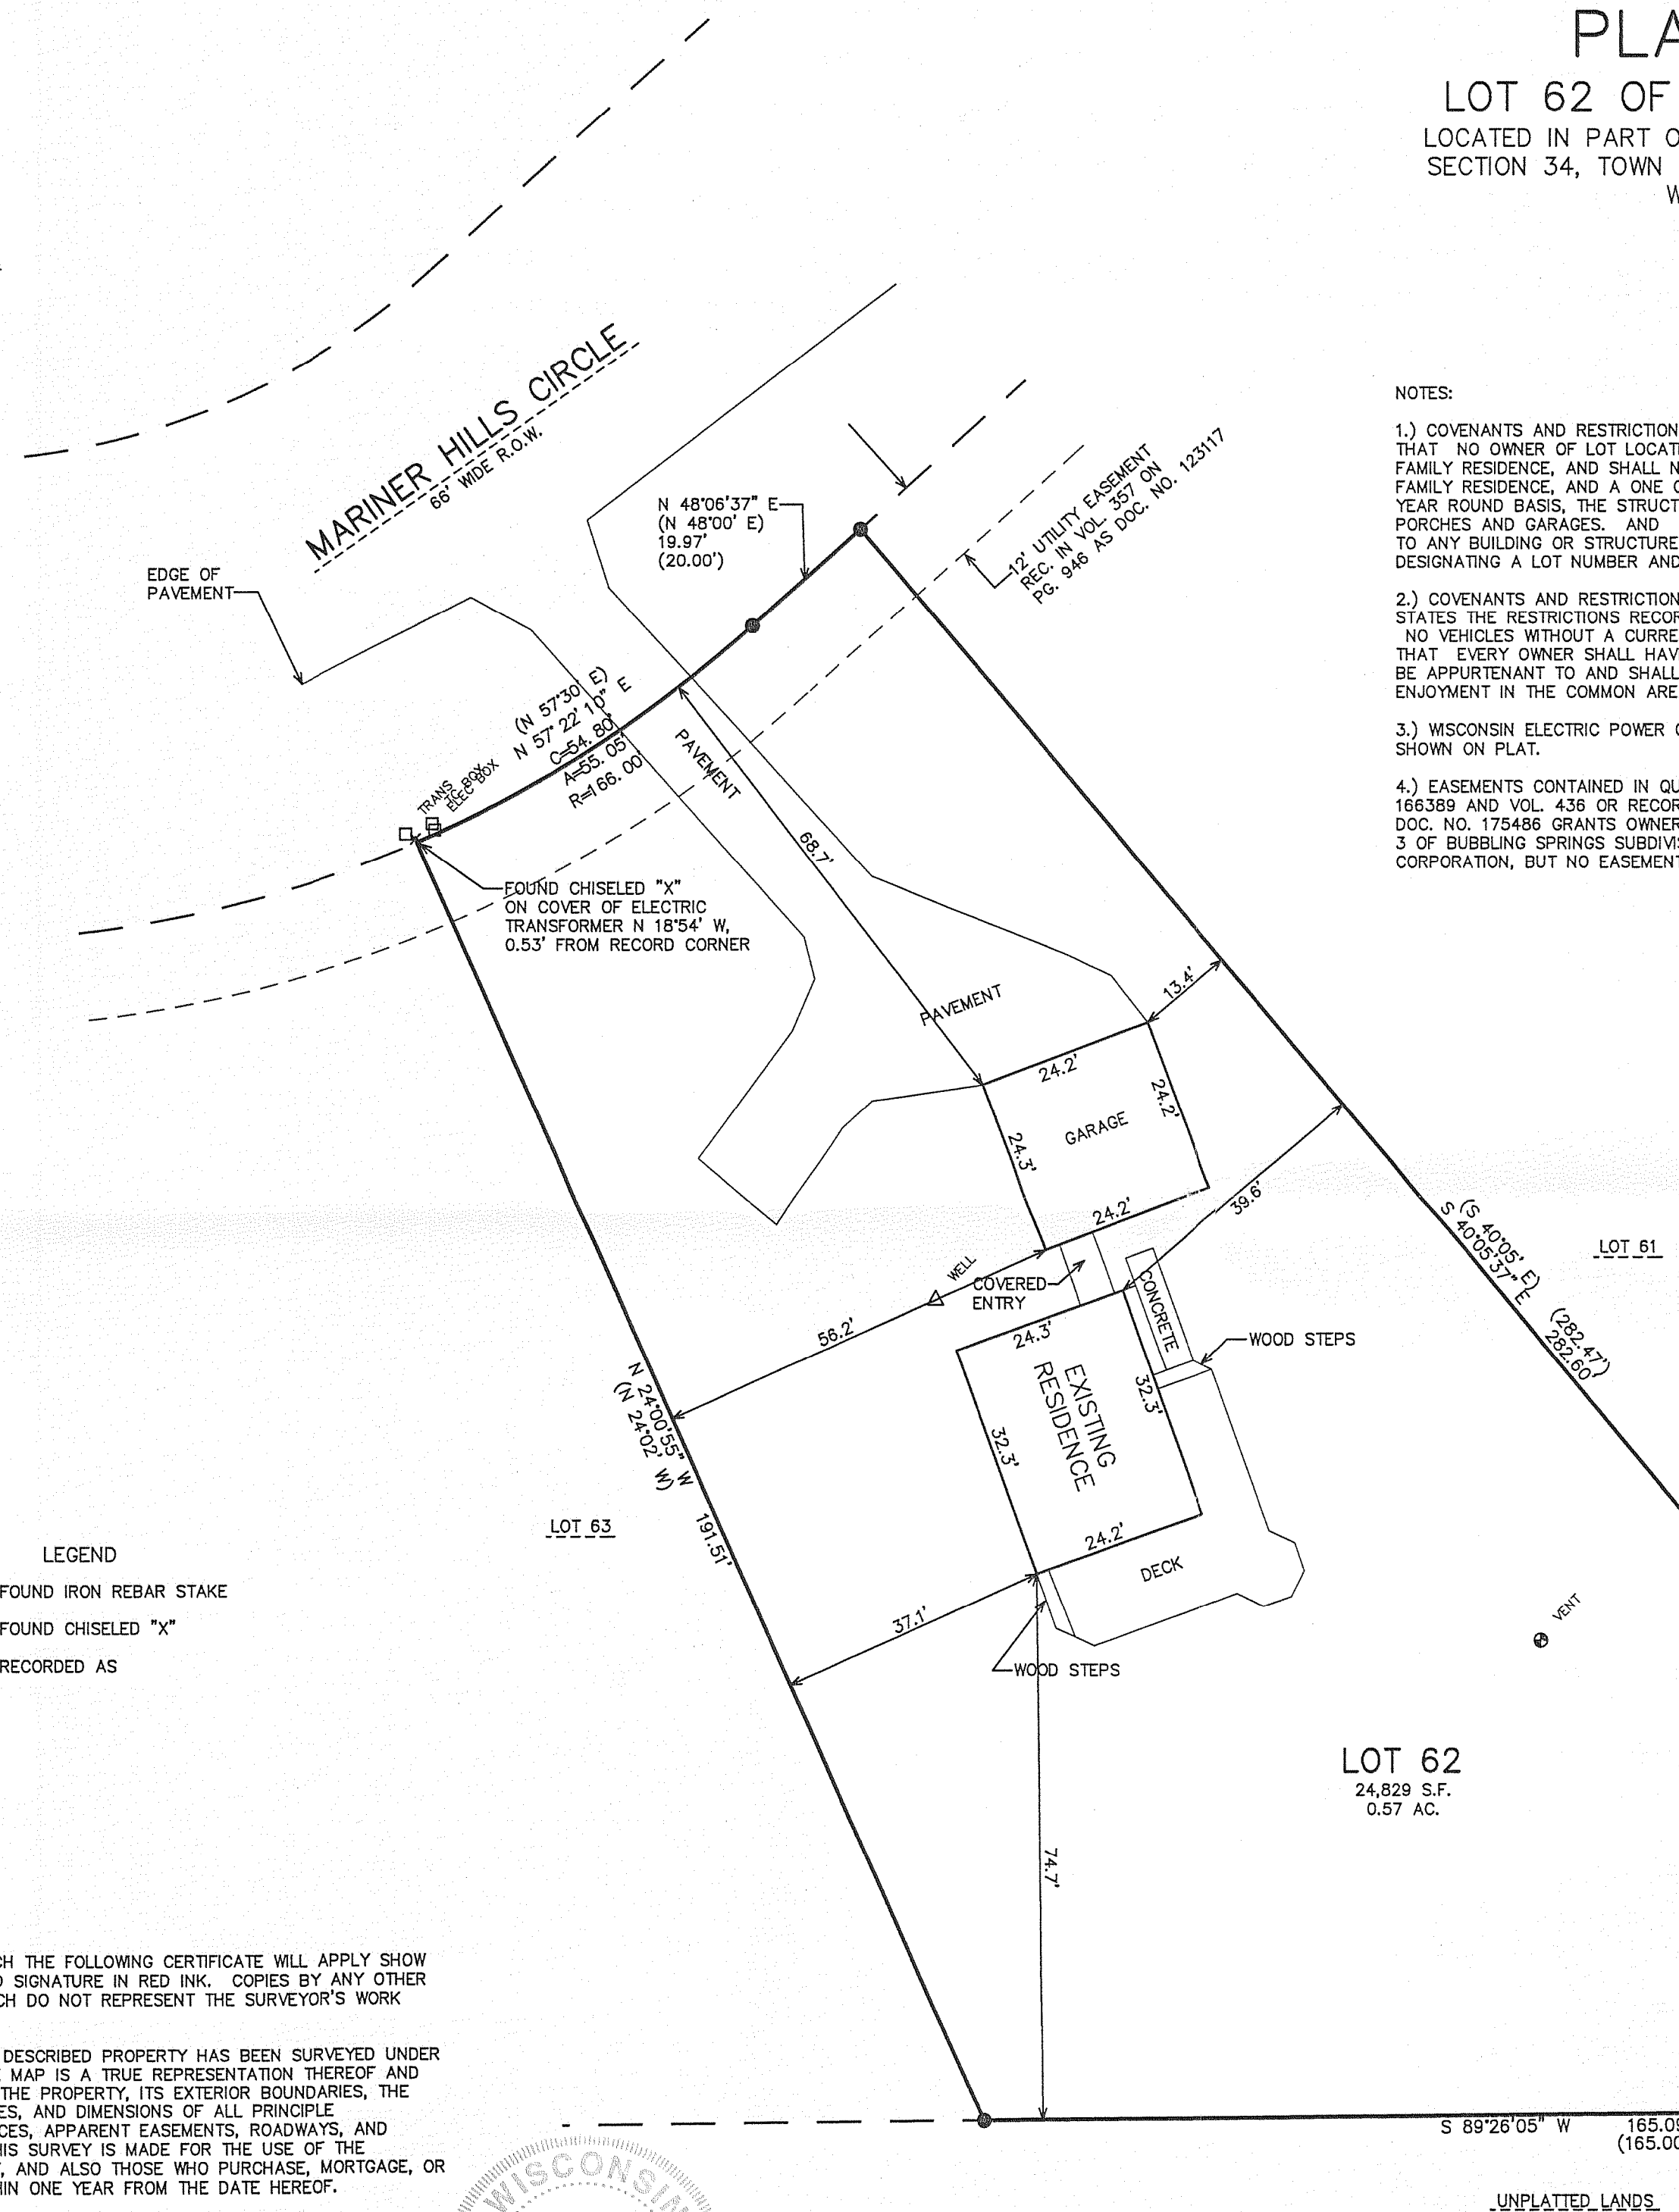 PLA
LOT 62 OF
LOCATED IN PART O
SECTION 34, TOWN
W
MARINER HILLS CIRCLE
66' WIDE R.O.W.
EDGE OF
PAVEMENT
N 48°06'37" E
(N 48°00' E)
19.97'
(20.00')
12' UTILITY EASEMENT
REC. IN VOL. 357 ON
PG. 946 AS DOC. NO. 123117
NOTES:
1.) COVENANTS AND RESTRICTION
THAT NO OWNER OF LOT LOCAT
FAMILY RESIDENCE, AND SHALL N
FAMILY RESIDENCE, AND A ONE C
YEAR ROUND BASIS, THE STRUCT
PORCHES AND GARAGES. AND
TO ANY BUILDING OR STRUCTURE
DESIGNATING A LOT NUMBER AND
2.) COVENANTS AND RESTRICTION
STATES THE RESTRICTIONS RECOR
NO VEHICLES WITHOUT A CURRE
THAT EVERY OWNER SHALL HAV
BE APPURTENANT TO AND SHALL
ENJOYMENT IN THE COMMON ARE
3.) WISCONSIN ELECTRIC POWER C
SHOWN ON PLAT.
4.) EASEMENTS CONTAINED IN QU
166389 AND VOL. 436 OR RECOR
DOC. NO. 175486 GRANTS OWNER
3 OF BUBBLING SPRINGS SUBDIVIS
CORPORATION, BUT NO EASEMENT
(N 57°30' E)
N 57°22'10" E
C=54.80'
A=55.05'
R=166.00'
TRANS
TC BOX
ELEC BOX
PAVEMENT
68.7'
FOUND CHISELED "X"
ON COVER OF ELECTRIC
TRANSFORMER N 18°54' W,
0.53' FROM RECORD CORNER
PAVEMENT
13.4'
24.2'
24.2'
GARAGE
24.3'
24.2'
39.6'
(S 40°05' E) (282.47')
S 40°05'37" E 282.60'
LOT 61
WELL
COVERED
ENTRY
CONCRETE
56.2'
24.3'
WOOD STEPS
EXISTING
RESIDENCE
32.3'
32.3'
N 24°00'55" W 191.51'
(N 24°02' W)
LOT 63
24.2'
DECK
37.1'
WOOD STEPS
VENT
LEGEND
FOUND IRON REBAR STAKE
FOUND CHISELED "X"
RECORDED AS
LOT 62
24,829 S.F.
0.57 AC.
74.7'
CH THE FOLLOWING CERTIFICATE WILL APPLY SHOW
D SIGNATURE IN RED INK. COPIES BY ANY OTHER
CH DO NOT REPRESENT THE SURVEYOR'S WORK
DESCRIBED PROPERTY HAS BEEN SURVEYED UNDER
E MAP IS A TRUE REPRESENTATION THEREOF AND
THE PROPERTY, ITS EXTERIOR BOUNDARIES, THE
ES, AND DIMENSIONS OF ALL PRINCIPLE
CES, APPARENT EASEMENTS, ROADWAYS, AND
HIS SURVEY IS MADE FOR THE USE OF THE
, AND ALSO THOSE WHO PURCHASE, MORTGAGE, OR
HIN ONE YEAR FROM THE DATE HEREOF.
WISCONSIN
S 89°26'05" W 165.09
(165.00
UNPLATTED LANDS